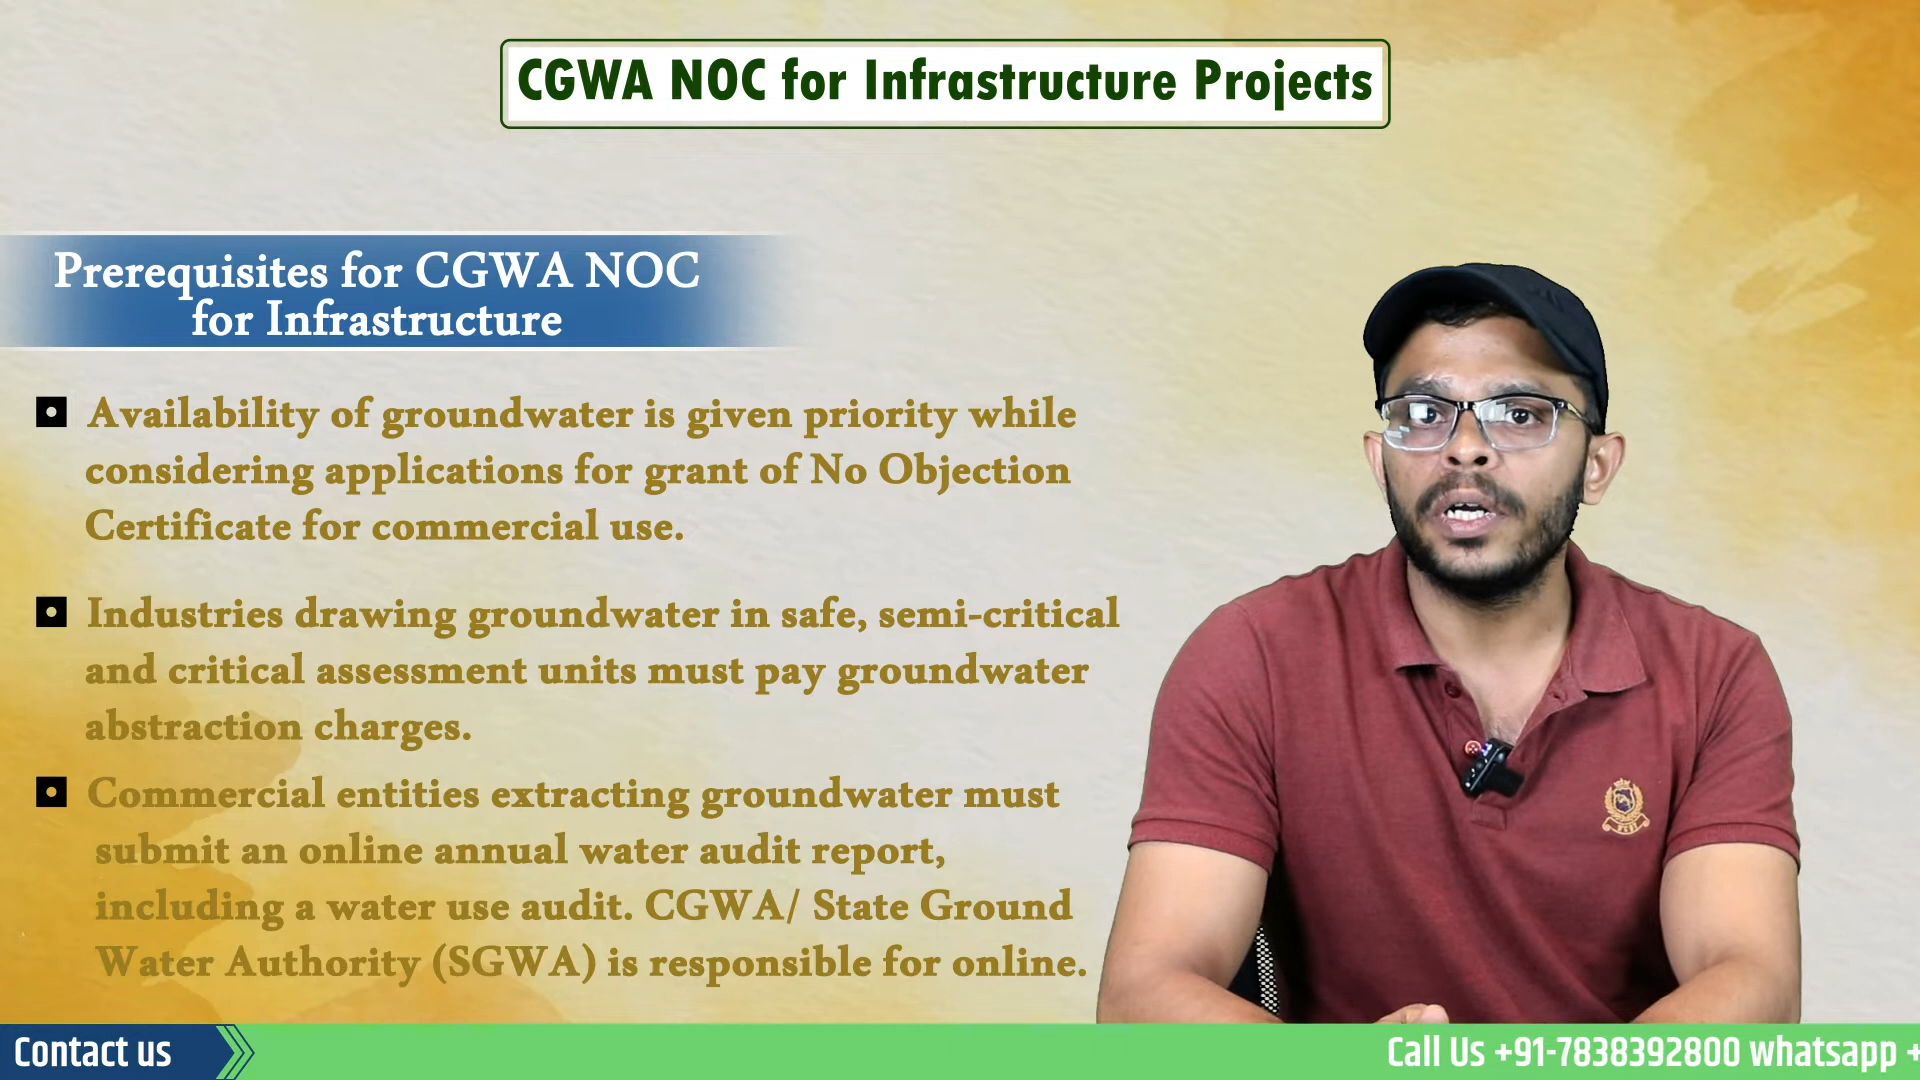 CGWA NOC for Infrastructure Projects
Prerequisites for CGWA NOC
for Infrastructure
Availability of groundwater is given priority while
considering applications for grant of No Objection
Certificate for commercial use.
Industries drawing groundwater in safe, semi-critical
and critical assessment units must pay groundwater
abstraction charges.
Commercial entities extracting groundwater must
submit an online annual water audit report,
including a water use audit. CGWA/ State Ground
Water Authority (SGWA) is responsible for online.
Contact us
Call Us +91-7838392800 whatsapp +